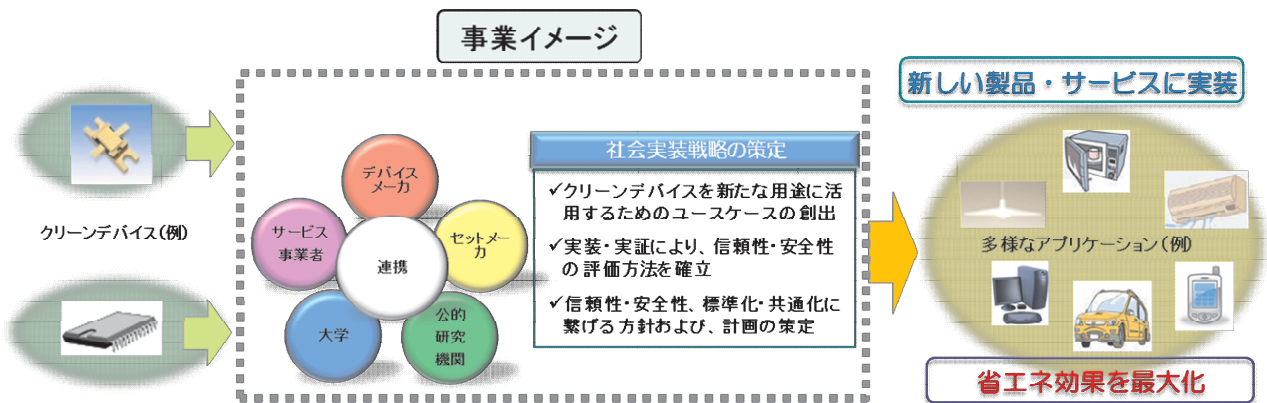 事業イメージ
クリーンデバイス(例)
デバイス
メーカ
サービス
事業者
セットメー
カ
連携
大学
公的
研究
機関
社会実装戦略の策定
✓クリーンデバイスを新たな用途に活
用するためのユースケースの創出
✓実装・実証により、信頼性・安全性
の評価方法を確立
✓信頼性・安全性、標準化・共通化に
繋げる方針および、計画の策定
新しい製品・サービスに実装
多様なアプリケーション(例)
省エネ効果を最大化